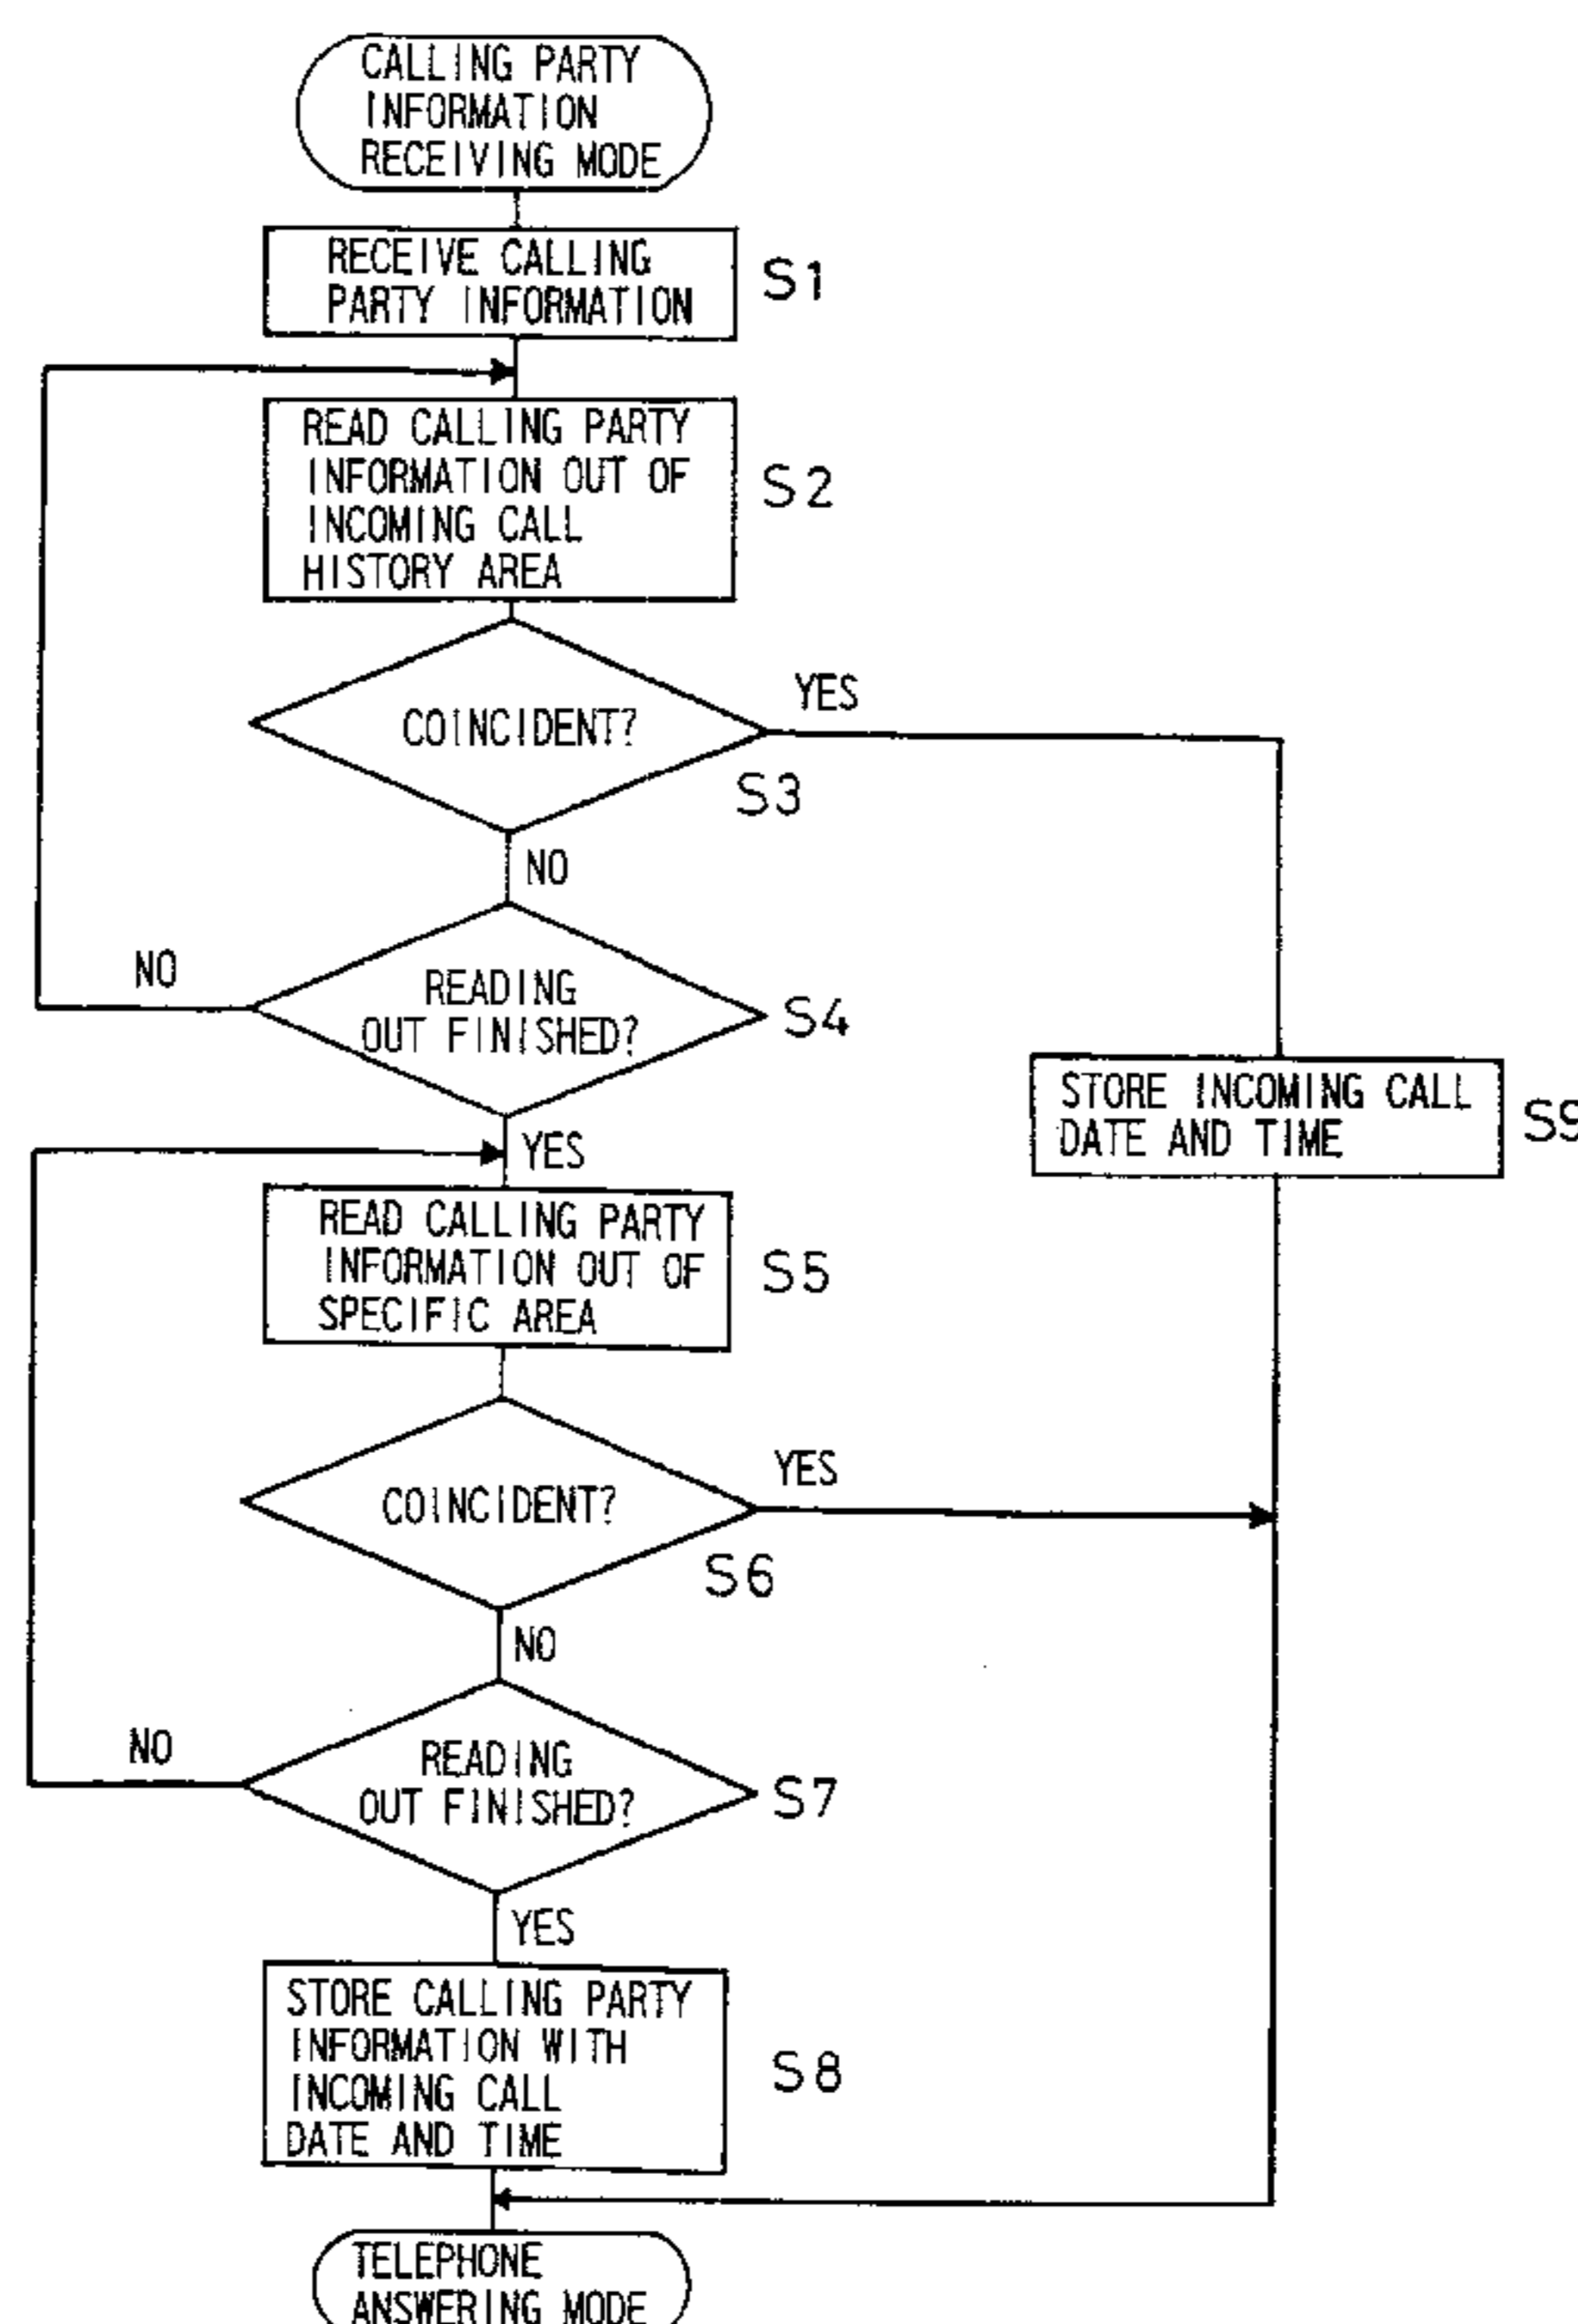 CALLING PARTY
INFORMATION
RECEIVING MODE
RECEIVE CALLING
PARTY INFORMATION
S1
READ CALLING PARTY
INFORMATION OUT OF
INCOMING CALL
HISTORY AREA
S2
COINCIDENT?
YES
S3
NO
READING
OUT FINISHED?
NO
S4
YES
STORE INCOMING CALL
DATE AND TIME
S9
READ CALLING PARTY
INFORMATION OUT OF
SPECIFIC AREA
S5
COINCIDENT?
YES
S6
NO
READING
OUT FINISHED?
NO
S7
YES
STORE CALLING PARTY
INFORMATION WITH
INCOMING CALL
DATE AND TIME
S8
TELEPHONE
ANSWERING MODE